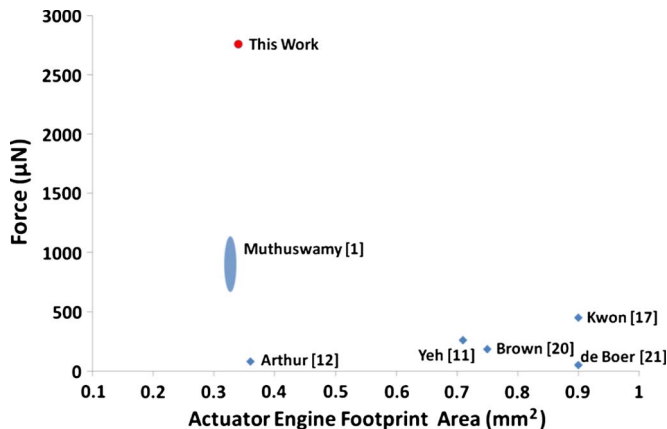 3000
This Work
2500
2000
Force (µN)
1500
Muthuswamy [1]
1000
500
Kwon [17]
Arthur [12]
Yeh [11]
Brown [20]
de Boer [21]
0
0.1 0.2 0.3 0.4 0.5 0.6 0.7 0.8 0.9 1
Actuator Engine Footprint Area (mm²)